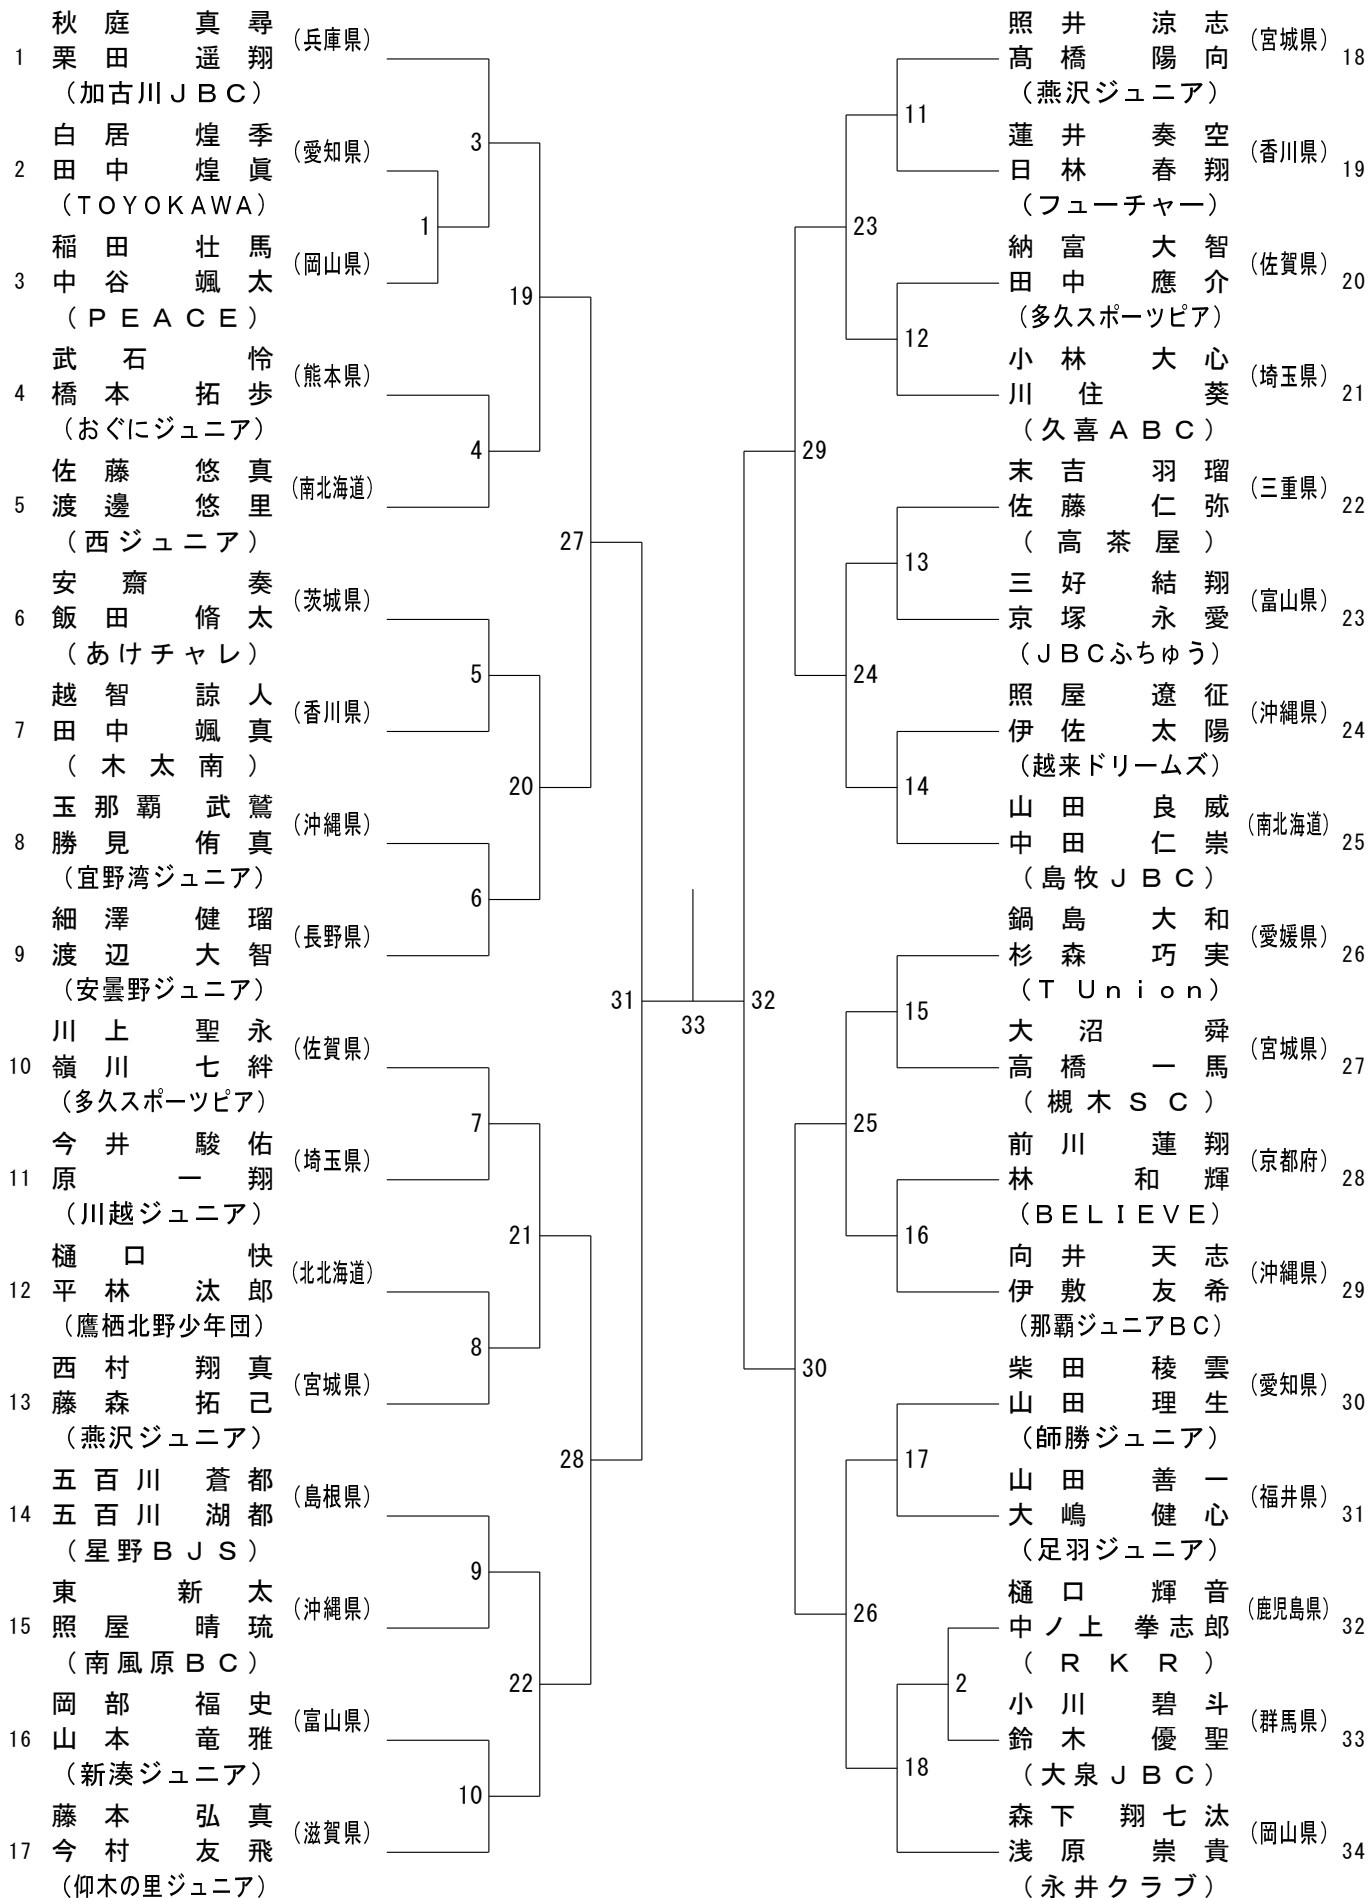 秋庭 真尋
(兵庫県)
1 栗田 遥翔
(加古川JBC)
白居 煌季
(愛知県)
2 田中 煌眞
(TOYOKAWA)
稲田 壮馬
(岡山県)
3 中谷 颯太
(PEACE)
武石 怜
(熊本県)
4 橋本 拓歩
(おぐにジュニア)
佐藤 悠真
(南北海道)
5 渡邊 悠里
(西ジュニア)
安齋 奏
(茨城県)
6 飯田 脩太
(あけチャレ)
越智 諒人
(香川県)
7 田中 颯真
(木太南)
玉那覇 武鷲
(沖縄県)
8 勝見 侑真
(宜野湾ジュニア)
細澤 健瑠
(長野県)
9 渡辺 大智
(安曇野ジュニア)
川上 聖永
(佐賀県)
10 嶺川 七絆
(多久スポーツピア)
今井 駿佑
(埼玉県)
11 原 一翔
(川越ジュニア)
樋口 快
(北北海道)
12 平林 汰郎
(鷹栖北野少年団)
西村 翔真
(宮城県)
13 藤森 拓己
(燕沢ジュニア)
五百川 蒼都
(島根県)
14 五百川 湖都
(星野BJS)
東 新太
(沖縄県)
15 照屋 晴琉
(南風原BC)
岡部 福史
(富山県)
16 山本 竜雅
(新湊ジュニア)
藤本 弘真
(滋賀県)
17 今村 友飛
(仰木の里ジュニア)
3
1
19
4
27
5
20
6
31
7
21
8
28
9
22
10
33
32
11
23
12
29
13
24
14
15
25
16
30
17
26
2
18
照井 涼志
(宮城県)
髙橋 陽向 18
(燕沢ジュニア)
蓮井 奏空
(香川県)
日林 春翔 19
(フューチャー)
納富 大智
(佐賀県)
田中 應介 20
(多久スポーツピア)
小林 大心
(埼玉県)
川住 葵 21
(久喜ABC)
末吉 羽瑠
(三重県)
佐藤 仁弥 22
(高茶屋)
三好 結翔
(富山県)
京塚 永愛 23
(JBCふちゅう)
照屋 遼征
(沖縄県)
伊佐 太陽 24
(越来ドリームズ)
山田 良威
(南北海道)
中田 仁崇 25
(島牧JBC)
鍋島 大和
(愛媛県)
杉森 巧実 26
(T Union)
大沼 舜
(宮城県)
高橋 一馬 27
(槻木SC)
前川 蓮翔
(京都府)
林 和輝 28
(BELIEVE)
向井 天志
(沖縄県)
伊敷 友希 29
(那覇ジュニアBC)
柴田 稜雲
(愛知県)
山田 理生 30
(師勝ジュニア)
山田 善一
(福井県)
大嶋 健心 31
(足羽ジュニア)
樋口 輝音
(鹿児島県)
中ノ上 拳志郎 32
(RKR)
小川 碧斗
(群馬県)
鈴木 優聖 33
(大泉JBC)
森下 翔七汰
(岡山県)
浅原 崇貴 34
(永井クラブ)